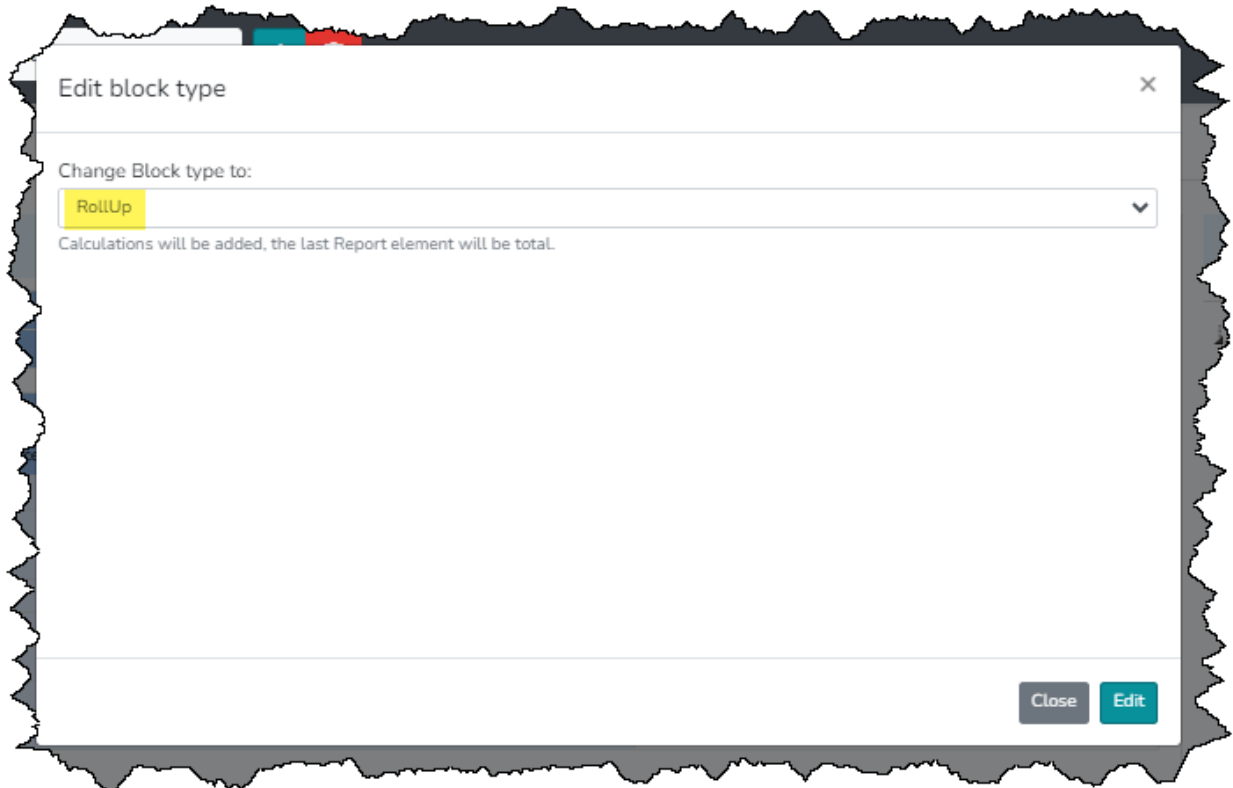 Edit block type
×
Change Block type to:
RollUp
Calculations will be added, the last Report element will be total.
Close
Edit